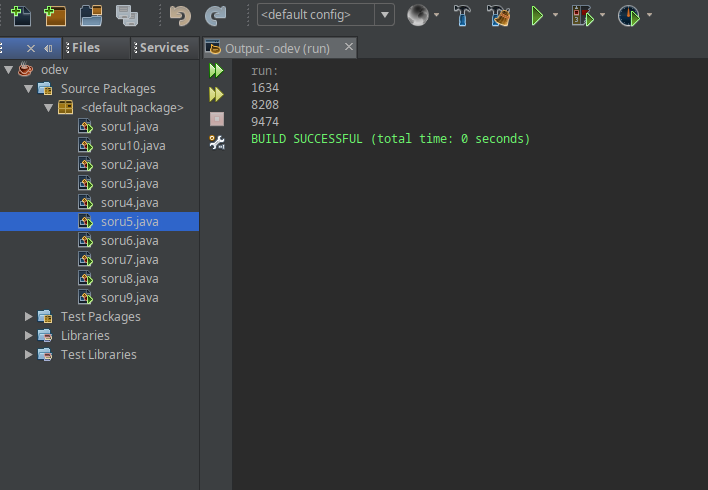 <default config>
Files
Services
Output - odev (run)
odev
Source Packages
<default package>
soru1.java
soru10.java
soru2.java
soru3.java
soru4.java
soru5.java
soru6.java
soru7.java
soru8.java
soru9.java
Test Packages
Libraries
Test Libraries
run:
1634
8208
9474
BUILD SUCCESSFUL (total time: 0 seconds)